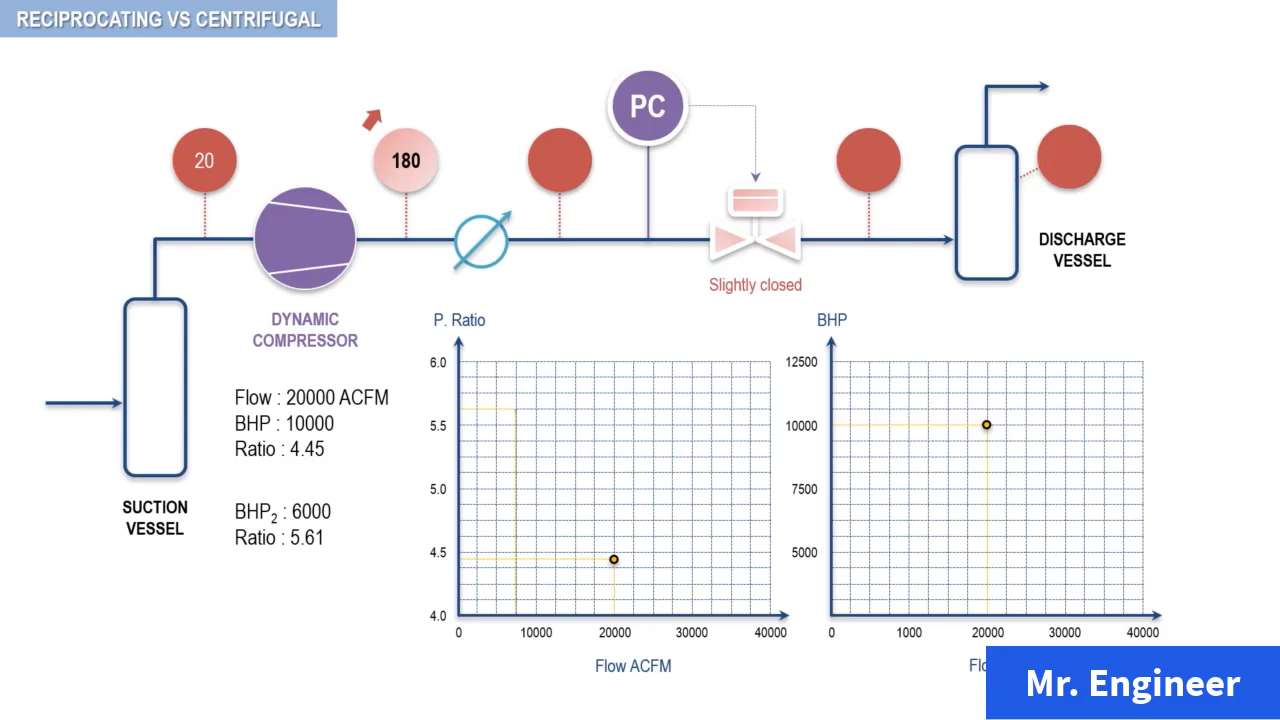 RECIPROCATING VS CENTRIFUGAL
PC
20
180
DISCHARGE
VESSEL
Slightly closed
DYNAMIC
COMPRESSOR
P. Ratio
BHP
Flow : 20000 ACFM
BHP : 10000
Ratio : 4.45
SUCTION
VESSEL
BHP2 : 6000
Ratio : 5.61
6.0
5.5
5.0
4.5
4.0
0
10000
20000
30000
40000
Flow ACFM
12500
10000
7500
5000
0
1000
20000
30000
40000
Flo
Mr. Engineer